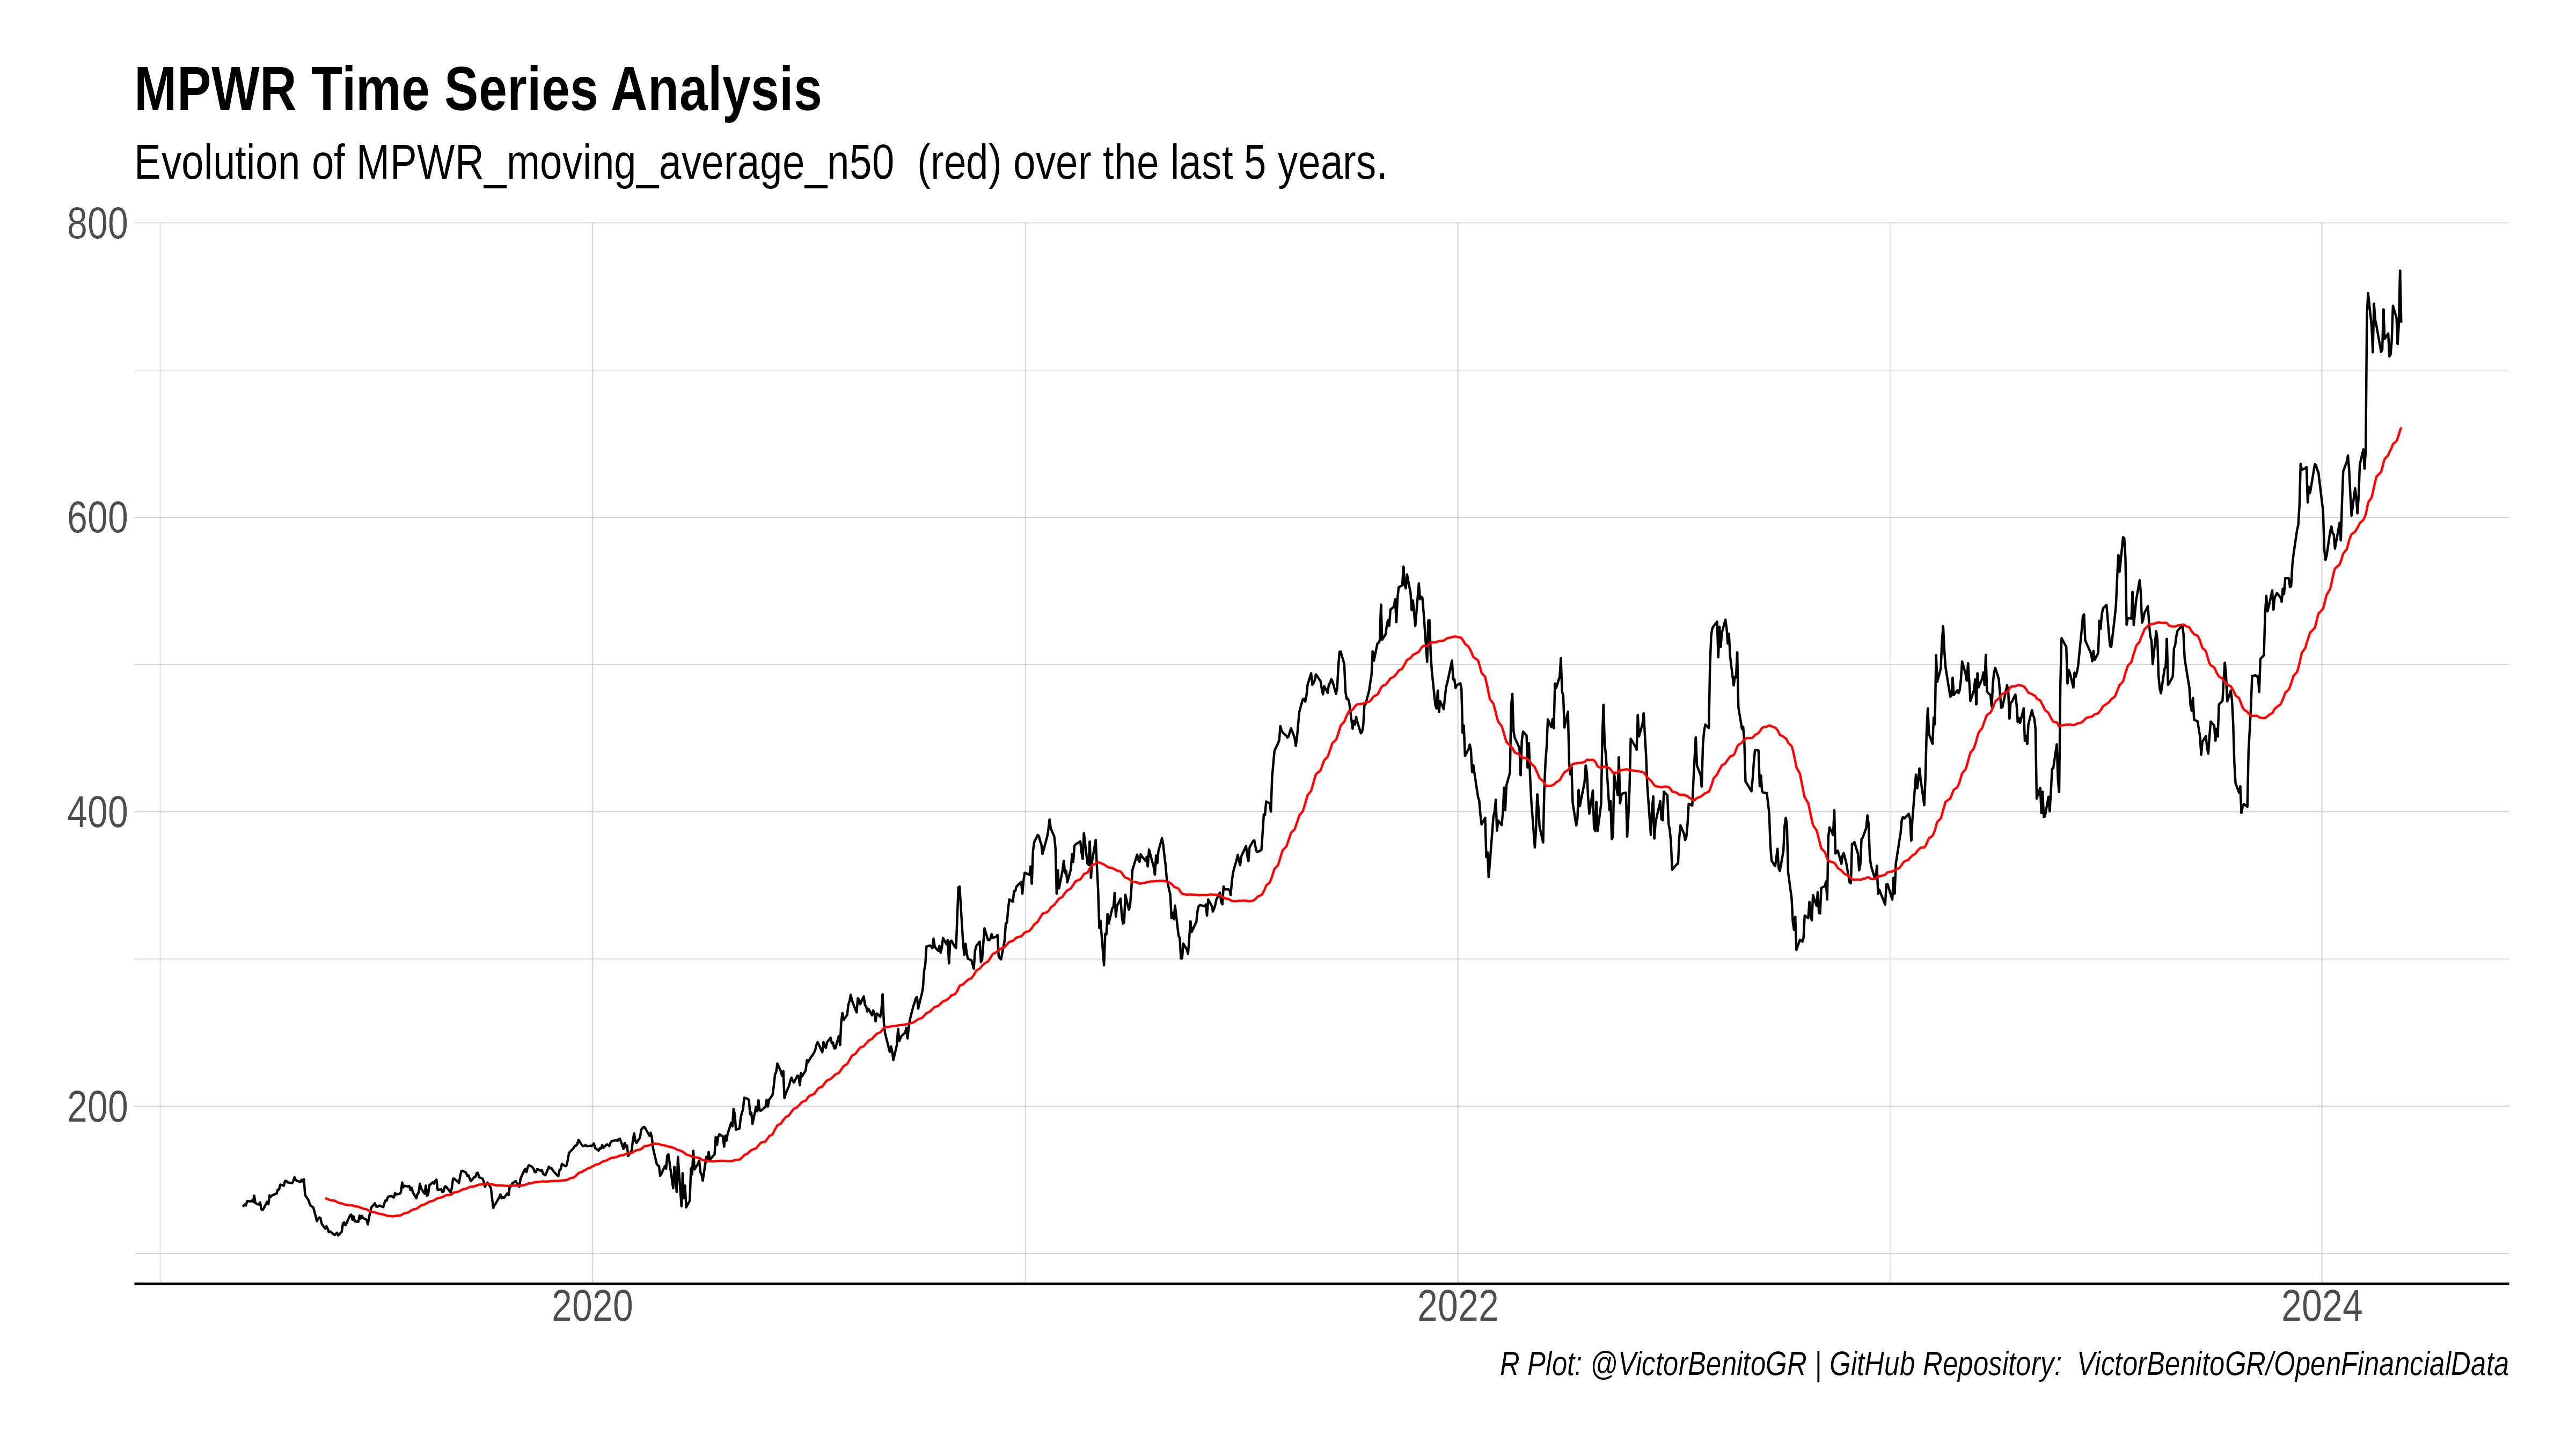 MPWR Time Series Analysis
Evolution of MPWR_moving_average_n50  (red) over the last 5 years.
800
600
400
200
2020 2022 2024
R Plot: @VictorBenitoGR | GitHub Repository:  VictorBenitoGR/OpenFinancialData